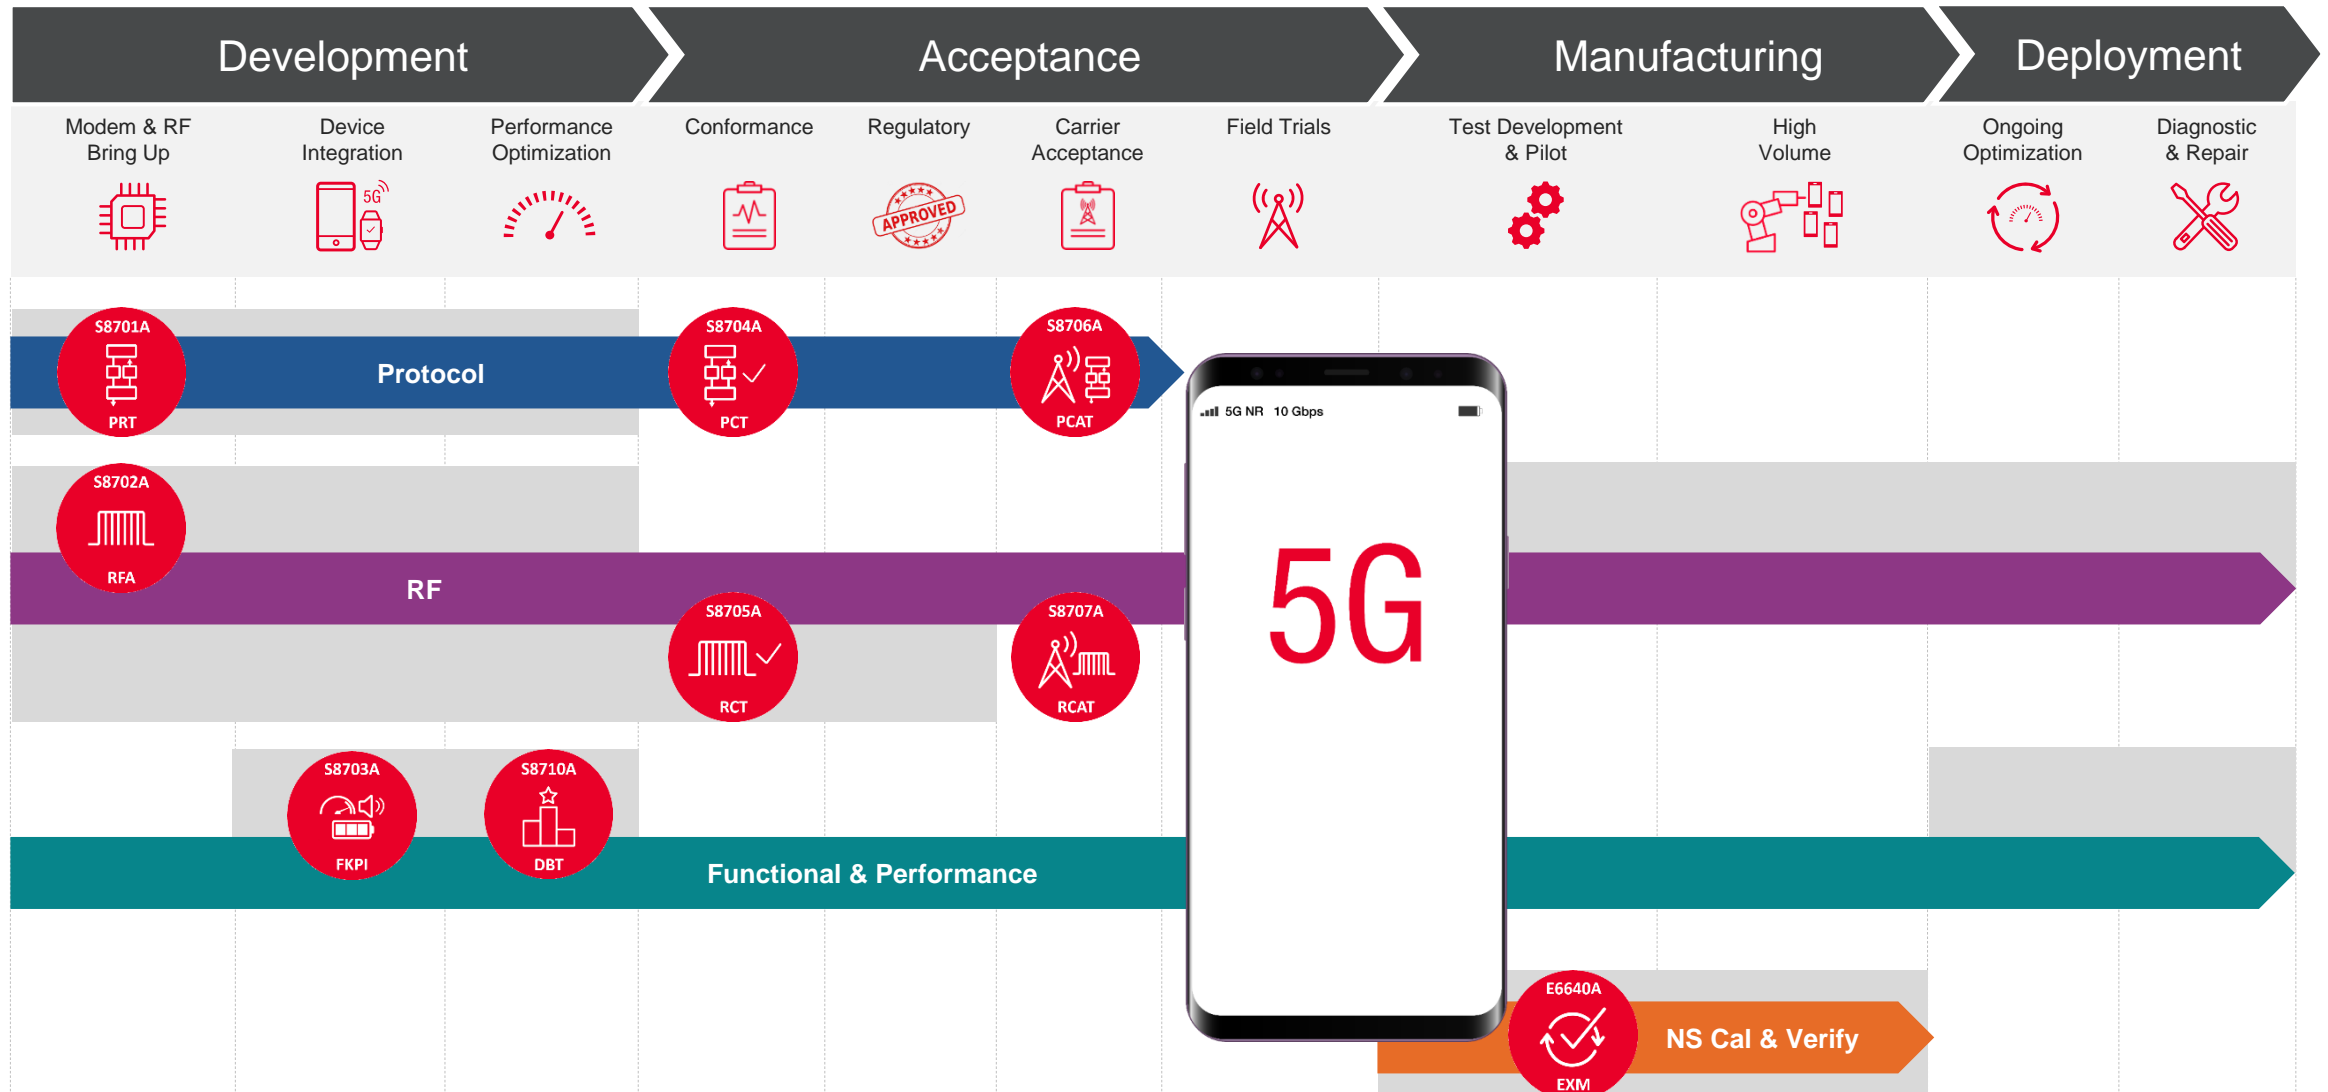 Development
Acceptance
Manufacturing
Deployment
Modem & RF
Bring Up
Device
Integration
Performance
Optimization
Conformance
Regulatory
Carrier
Acceptance
Field Trials
Test Development
& Pilot
High
Volume
Ongoing
Optimization
Diagnostic
& Repair
5G
APPROVED
S8701A
PRT
Protocol
S8704A
PCT
S8706A
PCAT
5G NR 10 Gbps
5G
S8702A
RFA
RF
S8705A
RCT
S8707A
RCAT
S8703A
FKPI
S8710A
DBT
Functional & Performance
E6640A
EXM
NS Cal & Verify